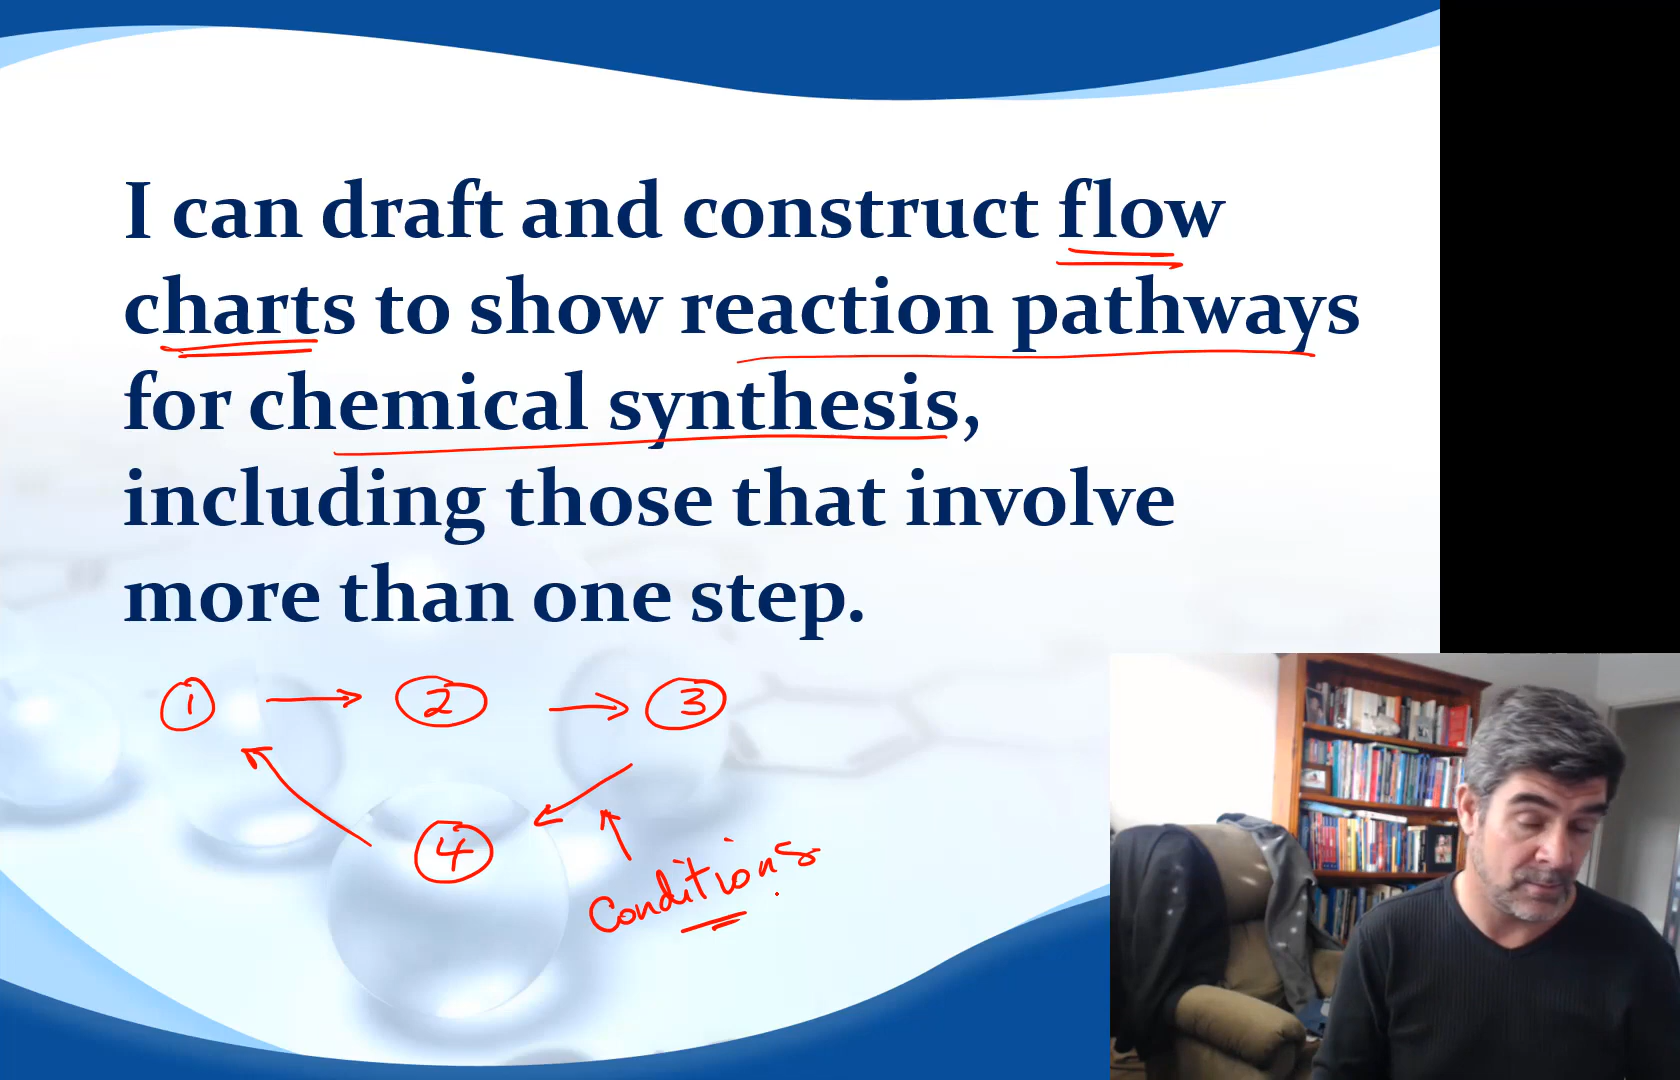 I can draft and construct flow
charts to show reaction pathways
for chemical synthesis,
including those that involve
more than one step.
1 → 2 → 3
4
Conditions